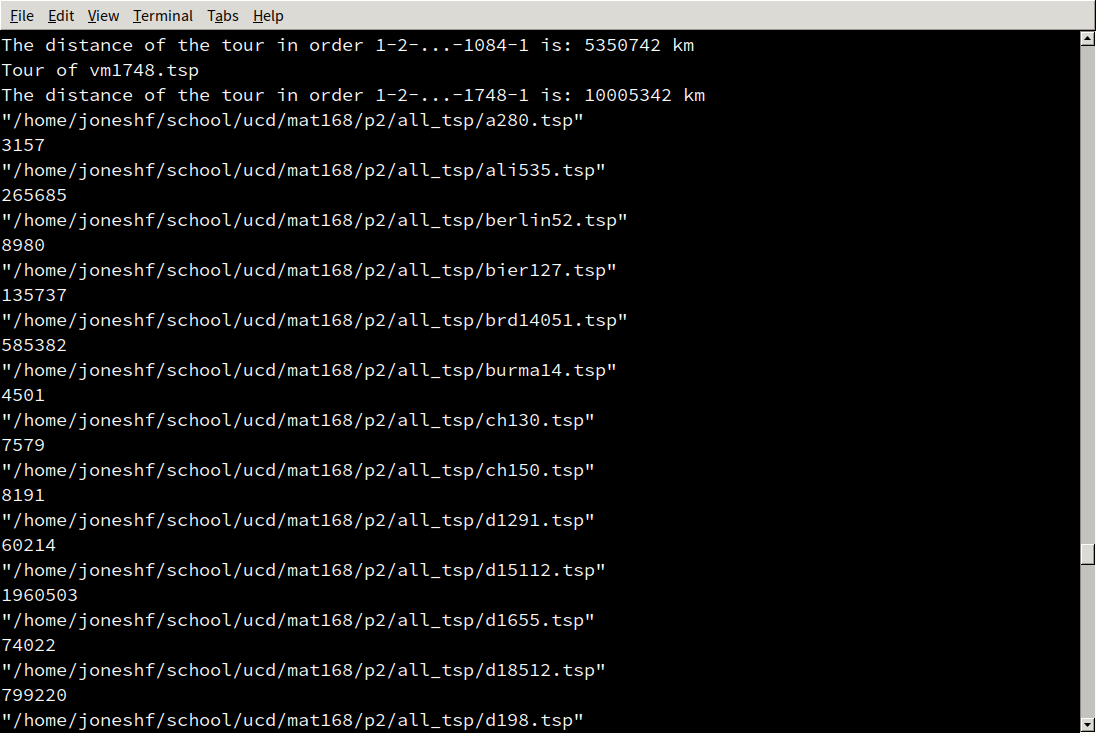 File Edit View Terminal Tabs Help
The distance of the tour in order 1-2-...-1084-1 is: 5350742 km
Tour of vm1748.tsp
The distance of the tour in order 1-2-...-1748-1 is: 10005342 km
"/home/joneshf/school/ucd/mat168/p2/all_tsp/a280.tsp"
3157
"/home/joneshf/school/ucd/mat168/p2/all_tsp/ali535.tsp"
265685
"/home/joneshf/school/ucd/mat168/p2/all_tsp/berlin52.tsp"
8980
"/home/joneshf/school/ucd/mat168/p2/all_tsp/bier127.tsp"
135737
"/home/joneshf/school/ucd/mat168/p2/all_tsp/brd14051.tsp"
585382
"/home/joneshf/school/ucd/mat168/p2/all_tsp/burma14.tsp"
4501
"/home/joneshf/school/ucd/mat168/p2/all_tsp/ch130.tsp"
7579
"/home/joneshf/school/ucd/mat168/p2/all_tsp/ch150.tsp"
8191
"/home/joneshf/school/ucd/mat168/p2/all_tsp/d1291.tsp"
60214
"/home/joneshf/school/ucd/mat168/p2/all_tsp/d15112.tsp"
1960503
"/home/joneshf/school/ucd/mat168/p2/all_tsp/d1655.tsp"
74022
"/home/joneshf/school/ucd/mat168/p2/all_tsp/d18512.tsp"
799220
"/home/joneshf/school/ucd/mat168/p2/all_tsp/d198.tsp"